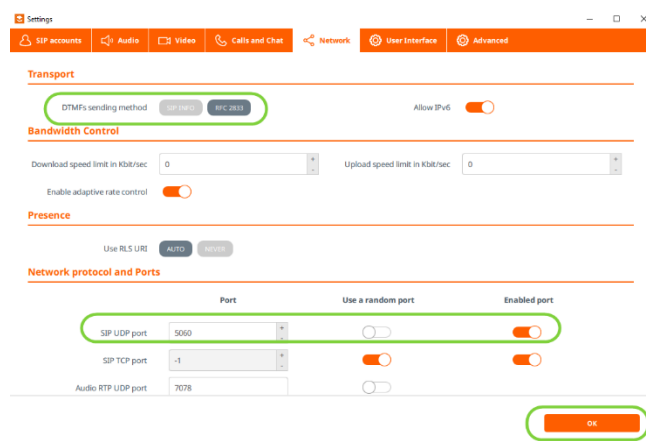 Settings
SIP accounts Audio Video Calls and Chat Network User Interface Advanced
Transport
DTMFs sending method SIP INFO RFC 2833 Allow IPv6
Bandwidth Control
Download speed limit in Kbit/sec 0 + - Upload speed limit in Kbit/sec 0 + -
Enable adaptive rate control
Presence
Use RLS URI AUTO NEVER
Network protocol and Ports
Port Use a random port Enabled port
SIP UDP port 5060 + -
SIP TCP port -1 + -
Audio RTP UDP port 7078
OK